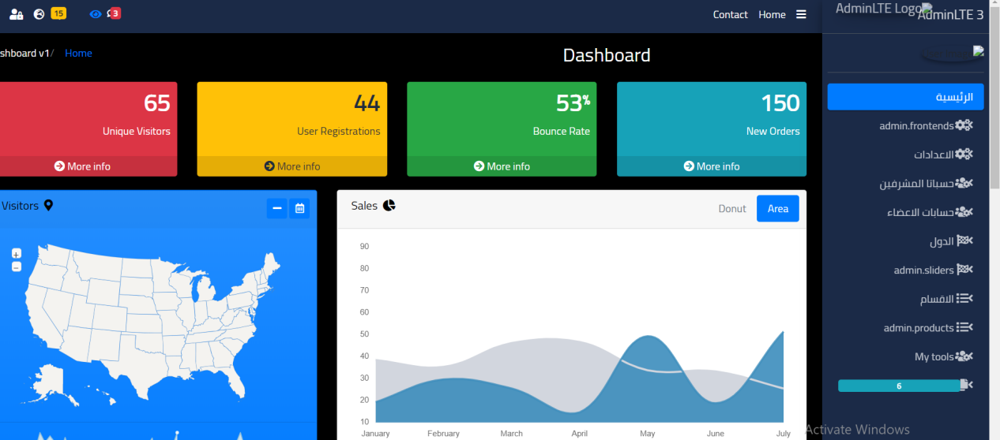 15
3
Contact Home
AdminLTE Logo
AdminLTE 3
shboard v1/ Home
Dashboard
65
Unique Visitors
More info
44
User Registrations
More info
53%
Bounce Rate
More info
150
New Orders
More info
الرئيسية
admin.frontends
الاعدادات
حسباتا المشرفين
حسابات الاعضاء
الدول
admin.sliders
الاقسام
admin.products
My tools
6
Visitors
+
−
Sales
Donut
Area
90
80
70
60
50
40
30
20
10
January February March April May June July
Activate Windows